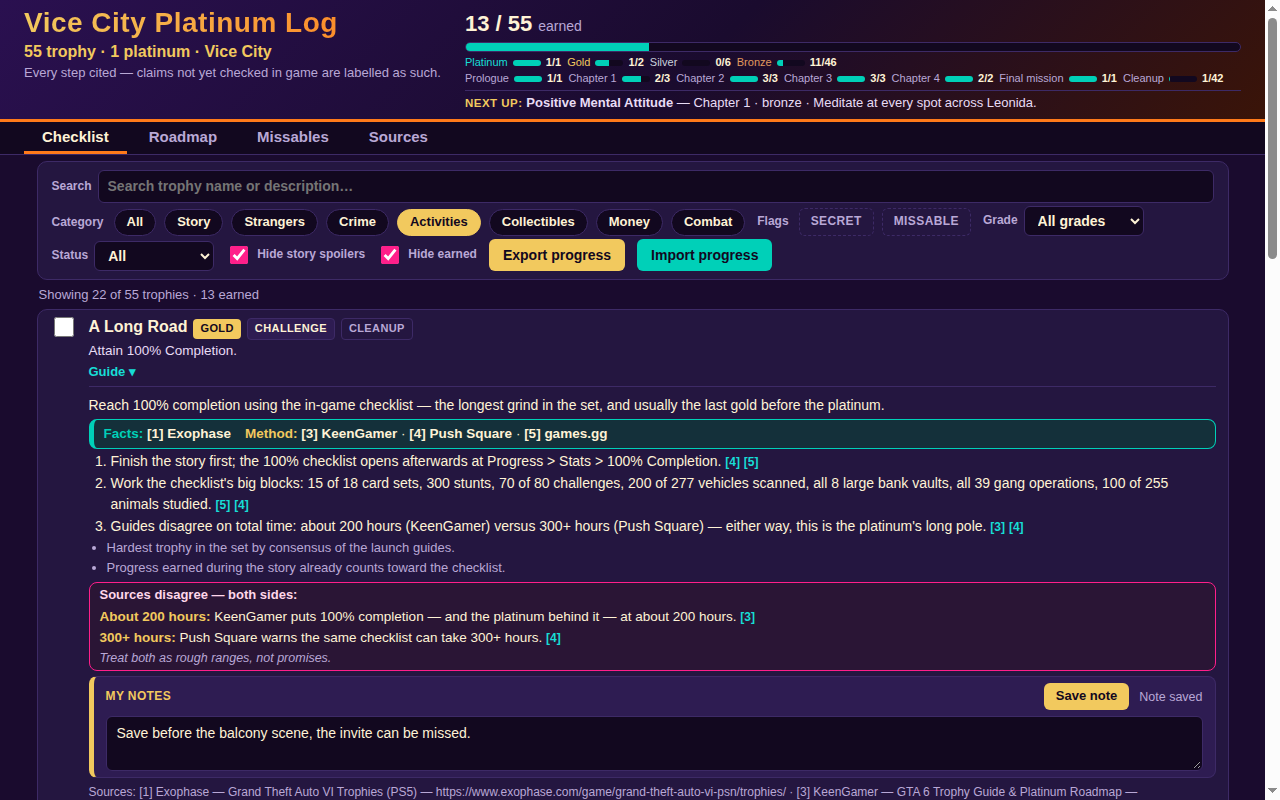 Vice City Platinum Log
55 trophy · 1 platinum · Vice City
Every step cited — claims not yet checked in game are labelled as such.
13 / 55 earned
Platinum 1/1 Gold 1/2 Silver 0/6 Bronze 11/46
Prologue 1/1 Chapter 1 2/3 Chapter 2 3/3 Chapter 3 3/3 Chapter 4 2/2 Final mission 1/1 Cleanup 1/42
NEXT UP: Positive Mental Attitude — Chapter 1 · bronze · Meditate at every spot across Leonida.
Checklist Roadmap Missables Sources
Search Search trophy name or description…
Category All Story Strangers Crime Activities Collectibles Money Combat Flags SECRET MISSABLE Grade All grades
Status All Hide story spoilers Hide earned Export progress Import progress
Showing 22 of 55 trophies · 13 earned
A Long Road GOLD CHALLENGE CLEANUP
Attain 100% Completion.
Guide ▾
Reach 100% completion using the in-game checklist — the longest grind in the set, and usually the last gold before the platinum.
Facts: [1] Exophase Method: [3] KeenGamer · [4] Push Square · [5] games.gg
1. Finish the story first; the 100% checklist opens afterwards at Progress > Stats > 100% Completion. [4] [5]
2. Work the checklist's big blocks: 15 of 18 card sets, 300 stunts, 70 of 80 challenges, 200 of 277 vehicles scanned, all 8 large bank vaults, all 39 gang operations, 100 of 255
animals studied. [5] [4]
3. Guides disagree on total time: about 200 hours (KeenGamer) versus 300+ hours (Push Square) — either way, this is the platinum's long pole. [3] [4]
• Hardest trophy in the set by consensus of the launch guides.
• Progress earned during the story already counts toward the checklist.
Sources disagree — both sides:
About 200 hours: KeenGamer puts 100% completion — and the platinum behind it — at about 200 hours. [3]
300+ hours: Push Square warns the same checklist can take 300+ hours. [4]
Treat both as rough ranges, not promises.
MY NOTES Save note Note saved
Save before the balcony scene, the invite can be missed.
Sources: [1] Exophase — Grand Theft Auto VI Trophies (PS5) — https://www.exophase.com/game/grand-theft-auto-vi-psn/trophies/ · [3] KeenGamer — GTA 6 Trophy Guide & Platinum Roadmap —